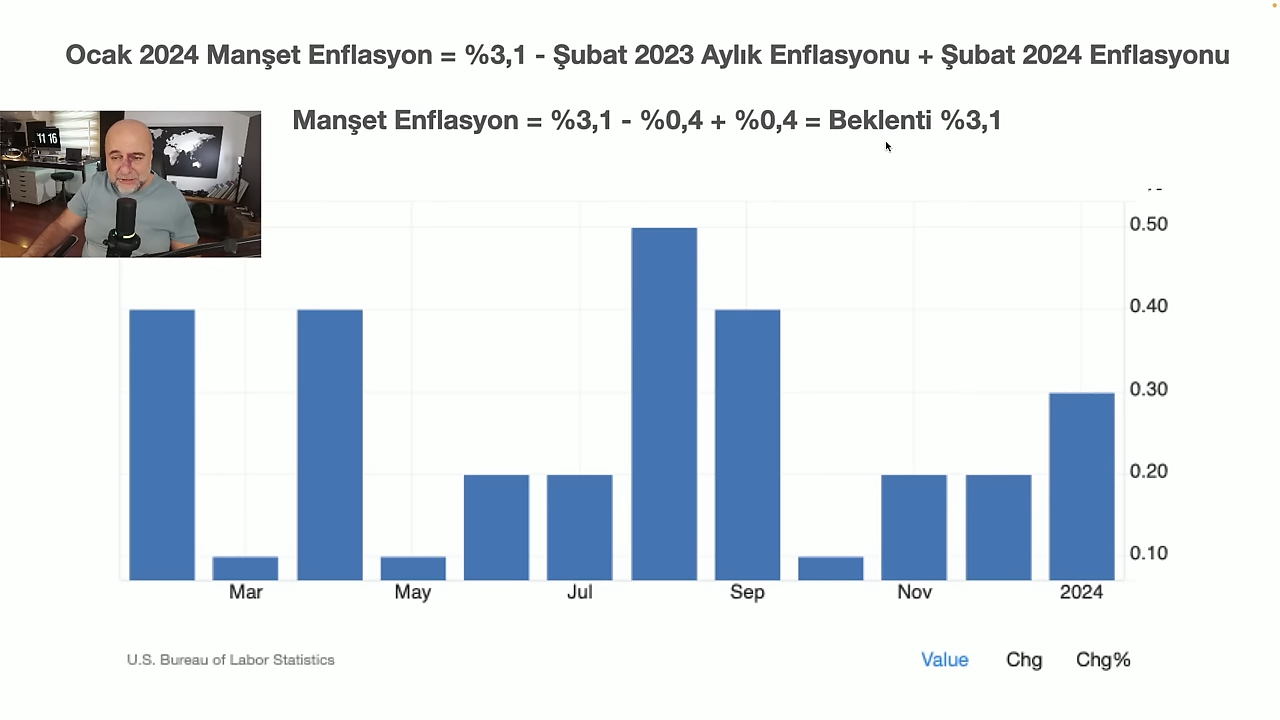 Ocak 2024 Manşet Enflasyon = %3,1 - Şubat 2023 Aylık Enflasyonu + Şubat 2024 Enflasyonu
Manşet Enflasyon = %3,1 - %0,4 + %0,4 = Beklenti %3,1
11 16
0.50
0.40
0.30
0.20
0.10
Mar May Jul Sep Nov 2024
U.S. Bureau of Labor Statistics
Value Chg Chg%